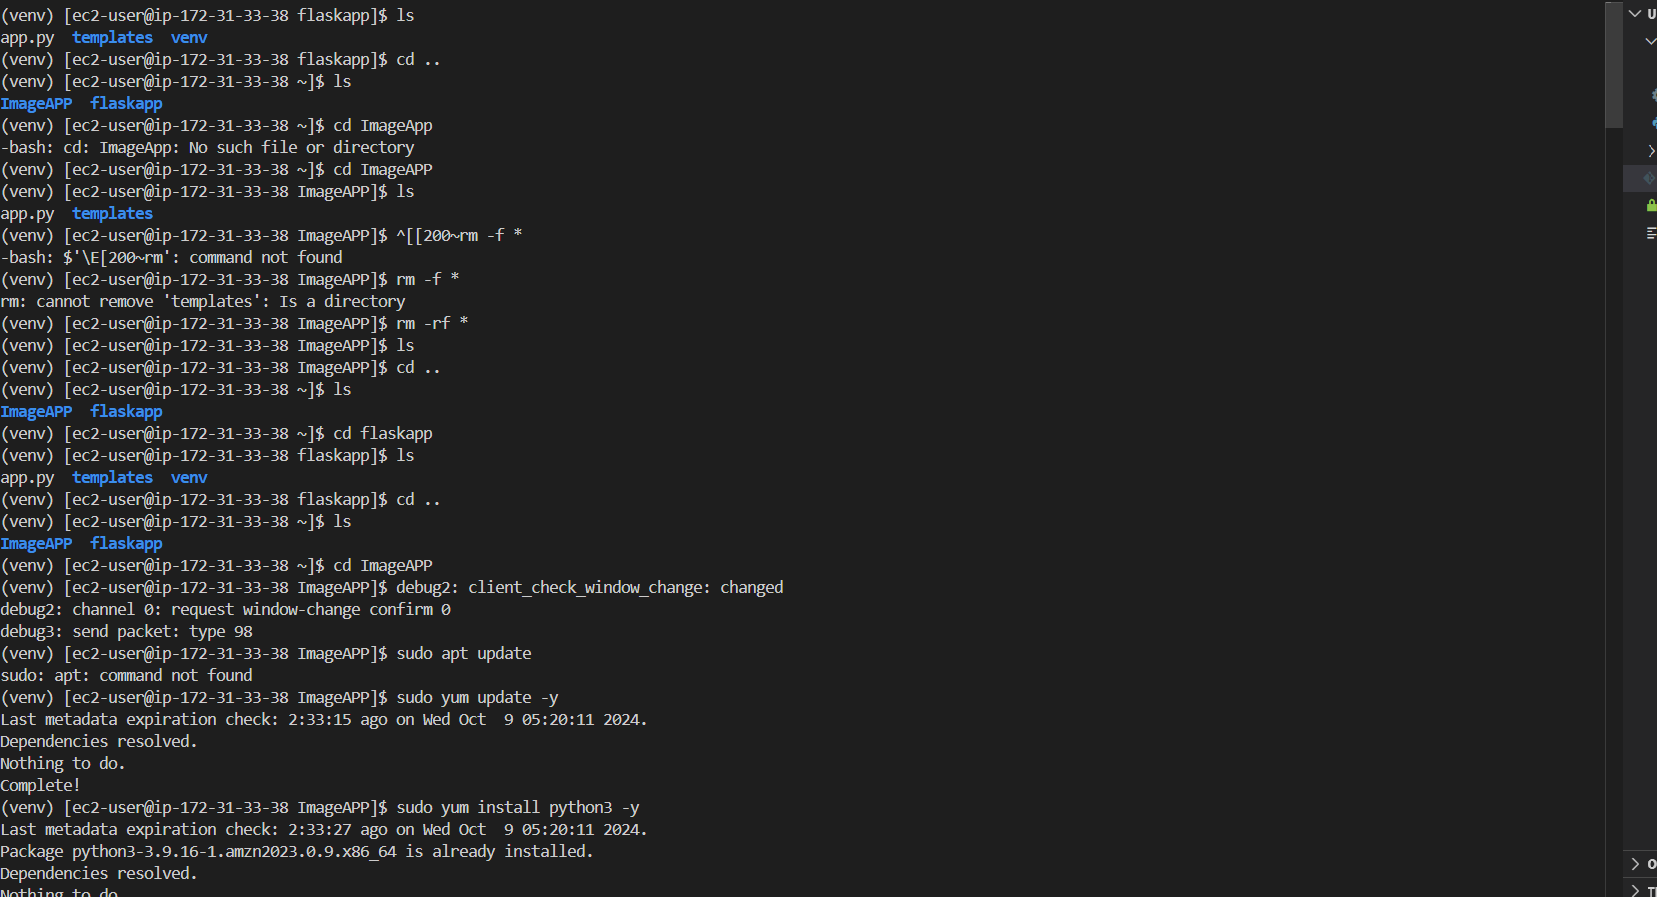 (venv) [ec2-user@ip-172-31-33-38 flaskapp]$ ls
app.py  templates  venv
(venv) [ec2-user@ip-172-31-33-38 flaskapp]$ cd ..
(venv) [ec2-user@ip-172-31-33-38 ~]$ ls
ImageAPP  flaskapp
(venv) [ec2-user@ip-172-31-33-38 ~]$ cd ImageApp
-bash: cd: ImageApp: No such file or directory
(venv) [ec2-user@ip-172-31-33-38 ~]$ cd ImageAPP
(venv) [ec2-user@ip-172-31-33-38 ImageAPP]$ ls
app.py  templates
(venv) [ec2-user@ip-172-31-33-38 ImageAPP]$ ^[[200~rm -f *
-bash: $'\E[200~rm': command not found
(venv) [ec2-user@ip-172-31-33-38 ImageAPP]$ rm -f *
rm: cannot remove 'templates': Is a directory
(venv) [ec2-user@ip-172-31-33-38 ImageAPP]$ rm -rf *
(venv) [ec2-user@ip-172-31-33-38 ImageAPP]$ ls
(venv) [ec2-user@ip-172-31-33-38 ImageAPP]$ cd ..
(venv) [ec2-user@ip-172-31-33-38 ~]$ ls
ImageAPP  flaskapp
(venv) [ec2-user@ip-172-31-33-38 ~]$ cd flaskapp
(venv) [ec2-user@ip-172-31-33-38 flaskapp]$ ls
app.py  templates  venv
(venv) [ec2-user@ip-172-31-33-38 flaskapp]$ cd ..
(venv) [ec2-user@ip-172-31-33-38 ~]$ ls
ImageAPP  flaskapp
(venv) [ec2-user@ip-172-31-33-38 ~]$ cd ImageAPP
(venv) [ec2-user@ip-172-31-33-38 ImageAPP]$ debug2: client_check_window_change: changed
debug2: channel 0: request window-change confirm 0
debug3: send packet: type 98
(venv) [ec2-user@ip-172-31-33-38 ImageAPP]$ sudo apt update
sudo: apt: command not found
(venv) [ec2-user@ip-172-31-33-38 ImageAPP]$ sudo yum update -y
Last metadata expiration check: 2:33:15 ago on Wed Oct  9 05:20:11 2024.
Dependencies resolved.
Nothing to do.
Complete!
(venv) [ec2-user@ip-172-31-33-38 ImageAPP]$ sudo yum install python3 -y
Last metadata expiration check: 2:33:27 ago on Wed Oct  9 05:20:11 2024.
Package python3-3.9.16-1.amzn2023.0.9.x86_64 is already installed.
Dependencies resolved.
Nothing to do